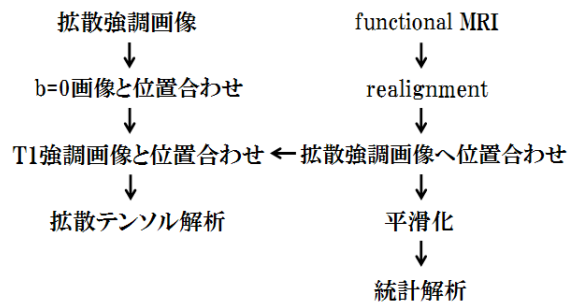 拡散強調画像
b=0画像と位置合わせ
T1強調画像と位置合わせ
拡散テンソル解析
functional MRI
realignment
拡散強調画像へ位置合わせ
平滑化
統計解析